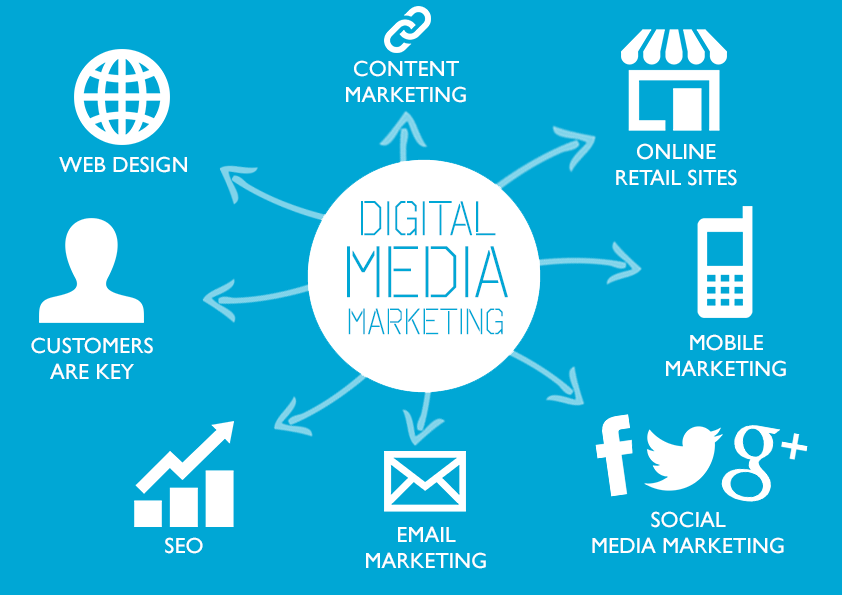 CONTENT
MARKETING
WEB DESIGN
ONLINE
RETAIL SITES
DIGITAL
MEDIA
MARKETING
CUSTOMERS
ARE KEY
MOBILE
MARKETING
f g+
SEO
EMAIL
MARKETING
SOCIAL
MEDIA MARKETING